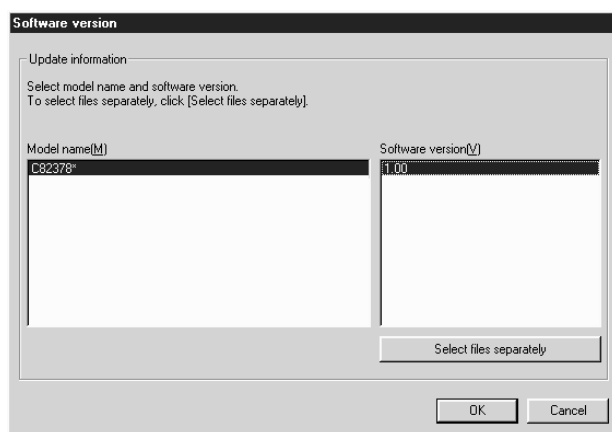 Software version
Update information
Select model name and software version.
To select files separately, click [Select files separately].
Model name(M)
Software version(V)
C82378*
1.00
Select files separately
OK
Cancel